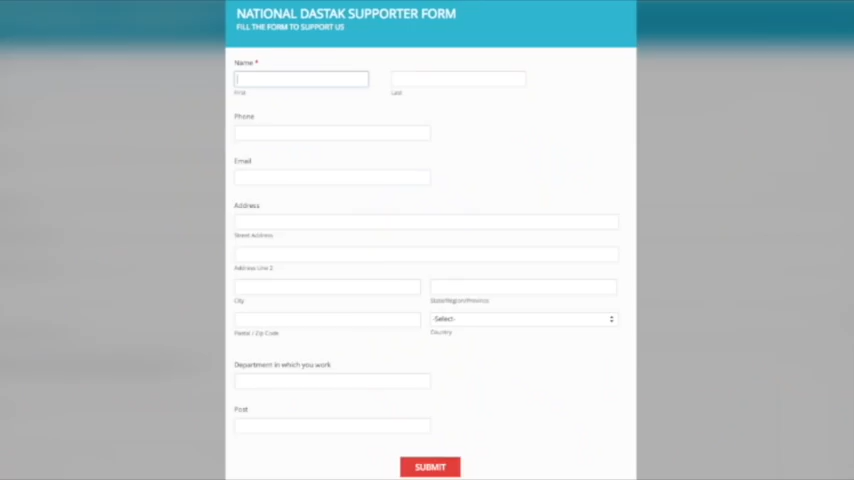 NATIONAL DASTAK SUPPORTER FORM
FILL THE FORM TO SUPPORT US
Name *
First
Last
Phone
Email
Address
Street Address
Address Line 2
City
State/Region/Province
Postal / Zip Code
-Select-
Country
Department in which you work
Post
SUBMIT